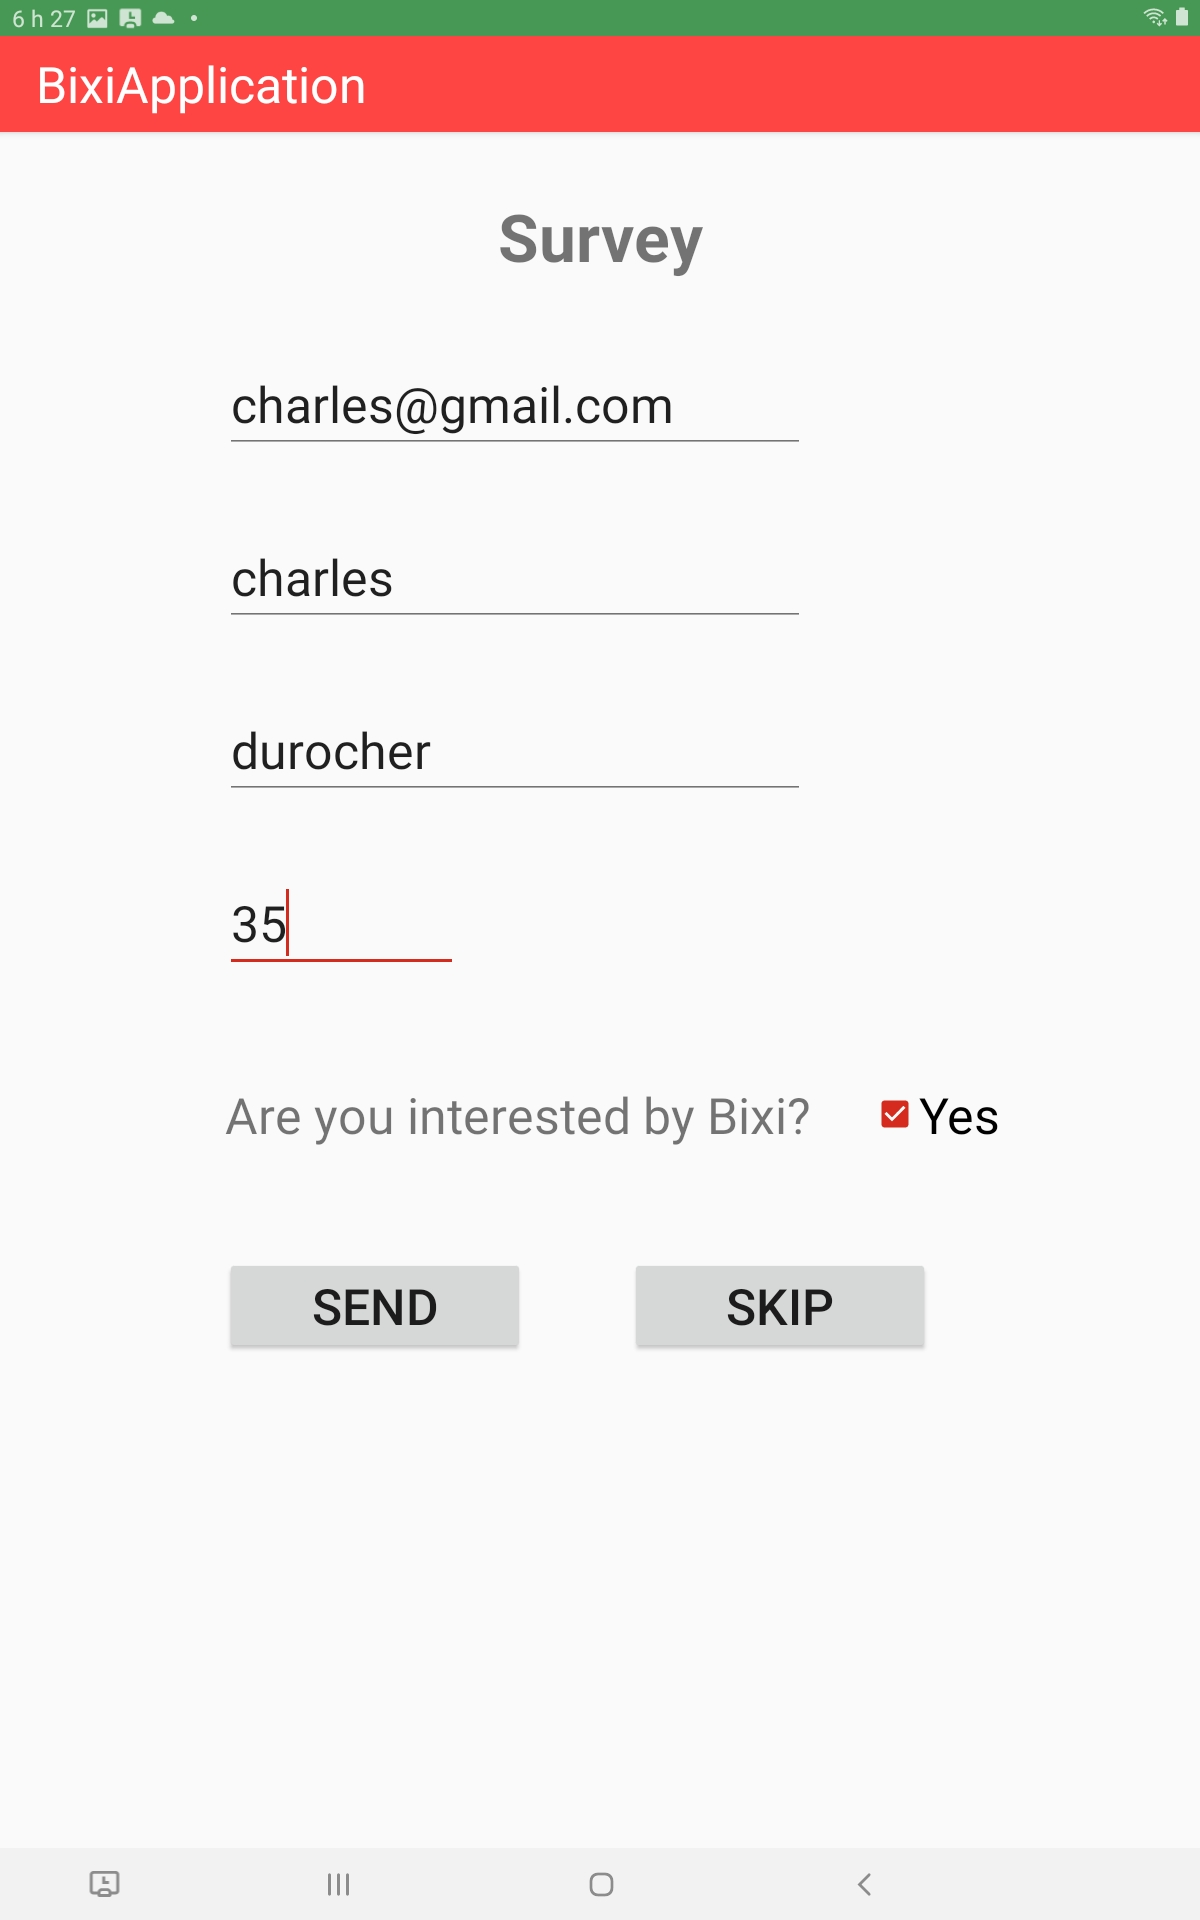 6 h 27
BixiApplication
Survey
charles@gmail.com
charles
durocher
35
Are you interested by Bixi? Yes
SEND SKIP